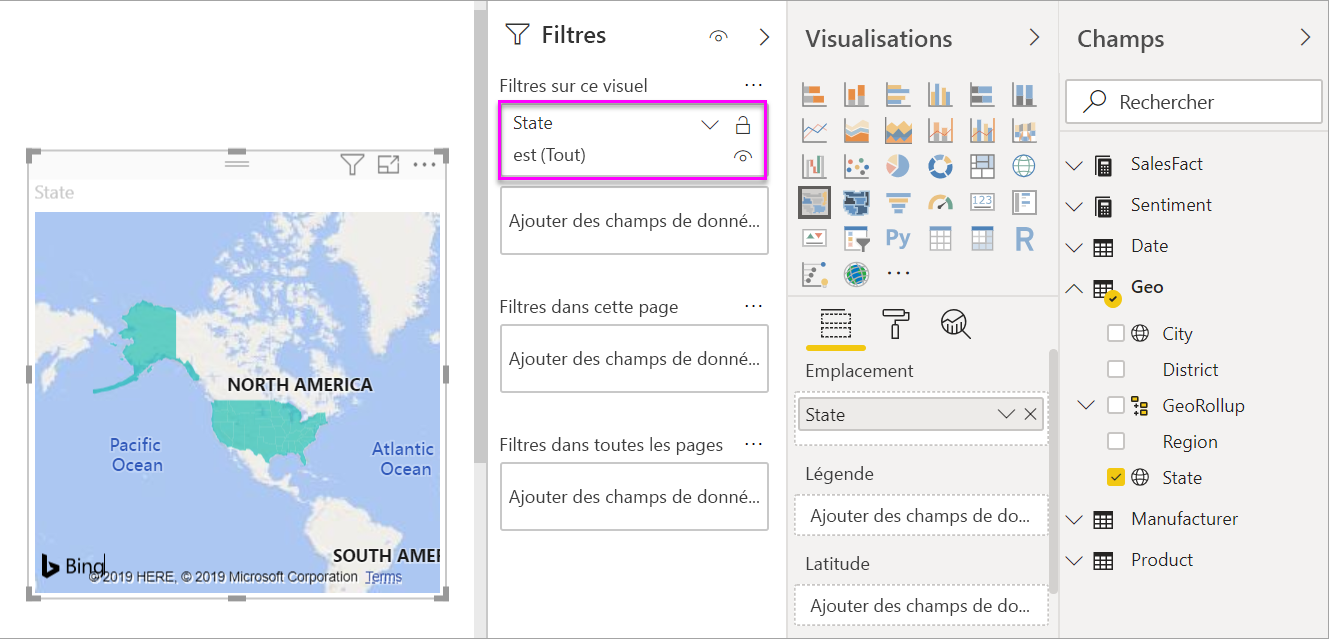 State
NORTH AMERICA
Pacific
Ocean
Atlantic
Ocean
SOUTH AMER
Bing
© 2019 HERE, © 2019 Microsoft Corporation Terms
Filtres
Filtres sur ce visuel
State
est (Tout)
Ajouter des champs de donné...
Filtres dans cette page
Ajouter des champs de donné...
Filtres dans toutes les pages
Ajouter des champs de donné...
Visualisations
123
Py
R
Emplacement
State
Légende
Ajouter des champs de do...
Latitude
Ajouter des champs de do...
Champs
Rechercher
SalesFact
Sentiment
Date
Geo
City
District
GeoRollup
Region
State
Manufacturer
Product